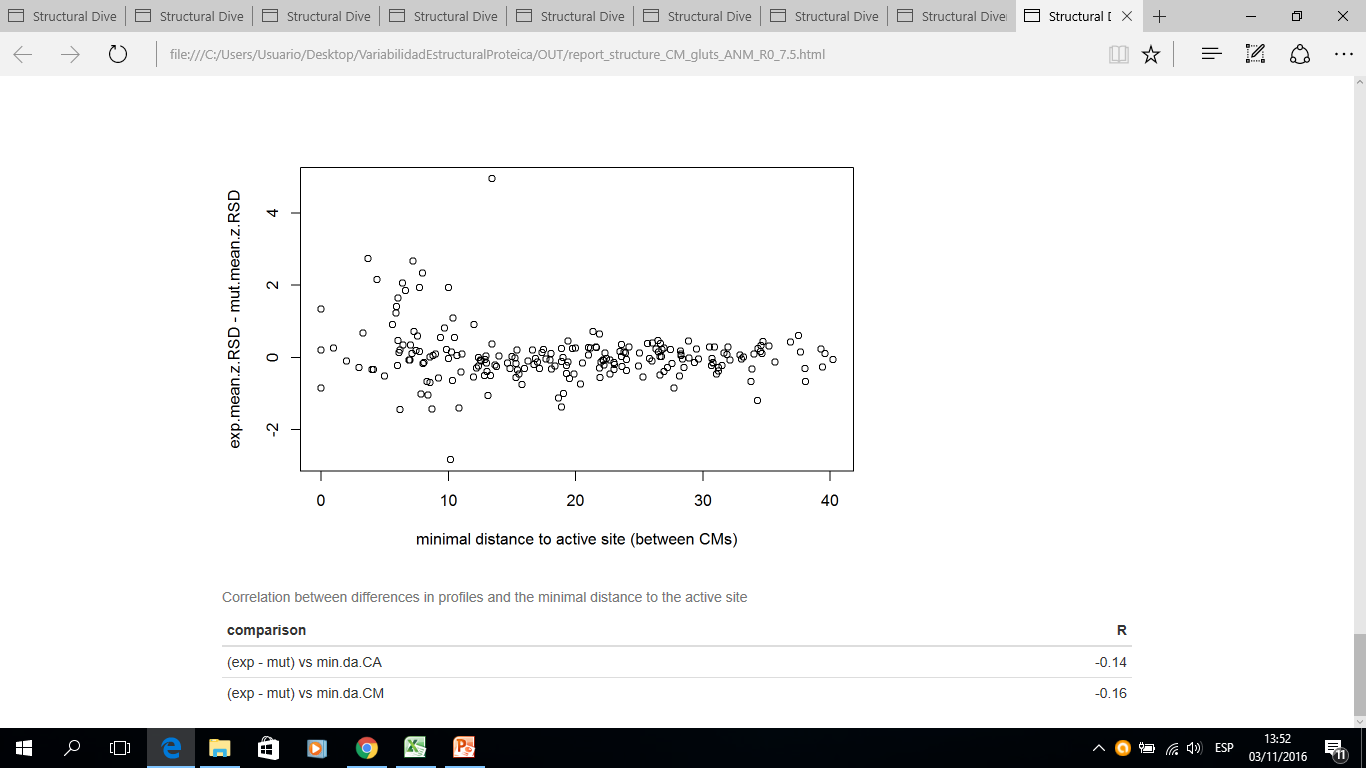 Structural Dive Structural Dive Structural Dive Structural Dive Structural Dive Structural Dive Structural Dive Structural Dive Structural D
file:///C:/Users/Usuario/Desktop/VariabilidadEstructuralProteica/OUT/report_structure_CM_gluts_ANM_R0_7.5.html
exp.mean.z.RSD - mut.mean.z.RSD
4
2
0
-2
0 10 20 30 40
minimal distance to active site (between CMs)
Correlation between differences in profiles and the minimal distance to the active site
comparison R
(exp - mut) vs min.da.CA -0.14
(exp - mut) vs min.da.CM -0.16
ESP 13:52
03/11/2016 11